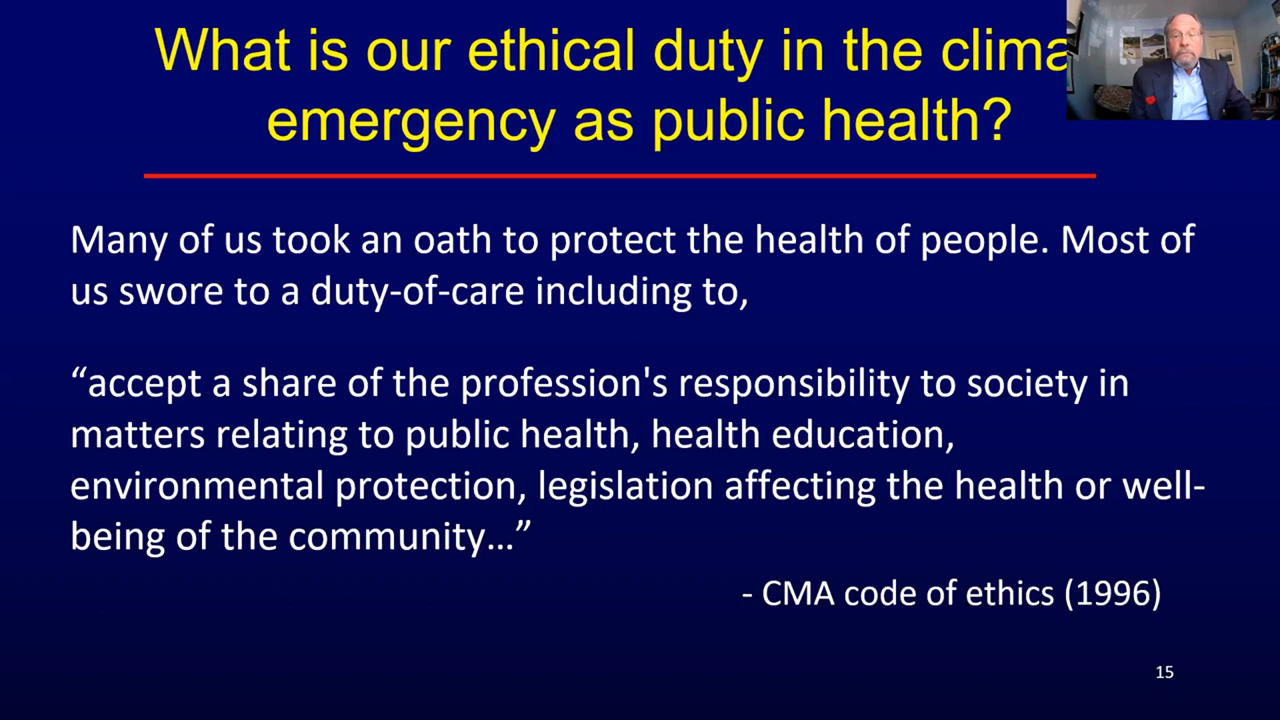 What is our ethical duty in the clima
emergency as public health?
Many of us took an oath to protect the health of people. Most of
us swore to a duty-of-care including to,
“accept a share of the profession's responsibility to society in
matters relating to public health, health education,
environmental protection, legislation affecting the health or well-
being of the community…”
- CMA code of ethics (1996)
15